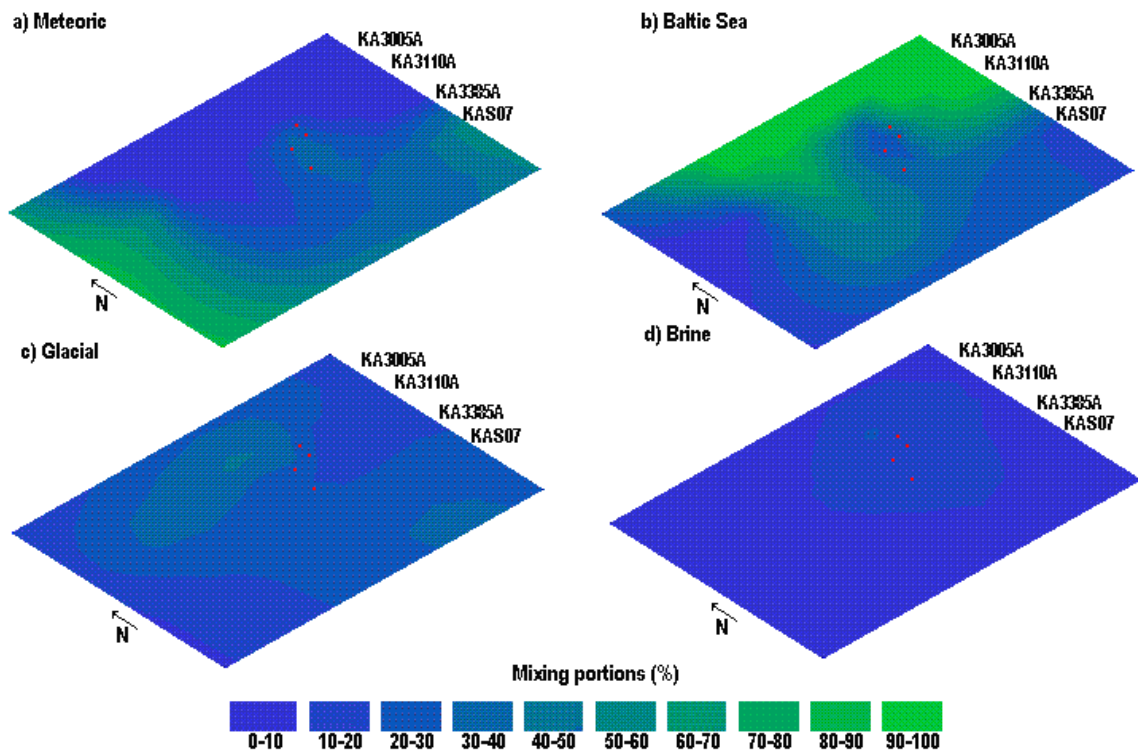 a) Meteoric
KA3005A
KA3110A
KA3385A
KAS07
N
b) Baltic Sea
KA3005A
KA3110A
KA3385A
KAS07
N
c) Glacial
KA3005A
KA3110A
KA3385A
KAS07
N
d) Brine
KA3005A
KA3110A
KA3385A
KAS07
N
Mixing portions (%)
0-10 10-20 20-30 30-40 40-50 50-60 60-70 70-80 80-90 90-100